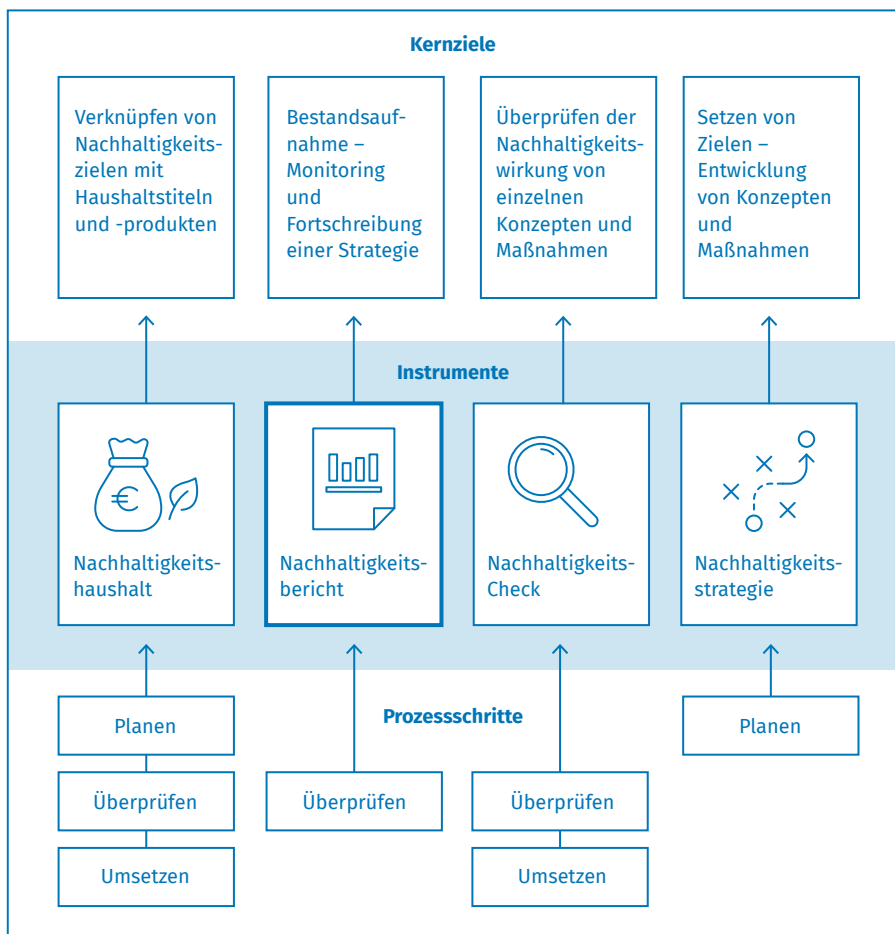 Kernziele
Verknüpfen von
Nachhaltigkeits-
zielen mit
Haushaltstiteln
und -produkten
Bestandsauf-
nahme –
Monitoring
und
Fortschreibung
einer Strategie
Überprüfen der
Nachhaltigkeits-
wirkung von
einzelnen
Konzepten und
Maßnahmen
Setzen von
Zielen –
Entwicklung
von Konzepten
und
Maßnahmen
Instrumente
€
Nachhaltigkeits-
haushalt
Nachhaltigkeits-
bericht
Nachhaltigkeits-
Check
Nachhaltigkeits-
strategie
Prozessschritte
Planen
Überprüfen
Umsetzen
Überprüfen
Überprüfen
Umsetzen
Planen